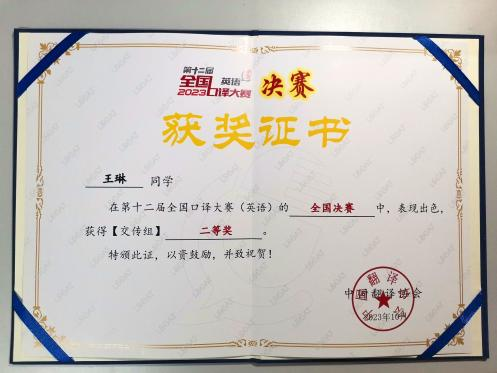 第十二届
全国英语
2023口译大赛
决赛
获奖证书
王琳 同学
在第十二届全国口译大赛（英语）的 全国决赛 中，表现出色，
获得【交传组】 二等奖 。
特颁此证，以资鼓励，并致祝贺！
中国翻译协会
2023年10月